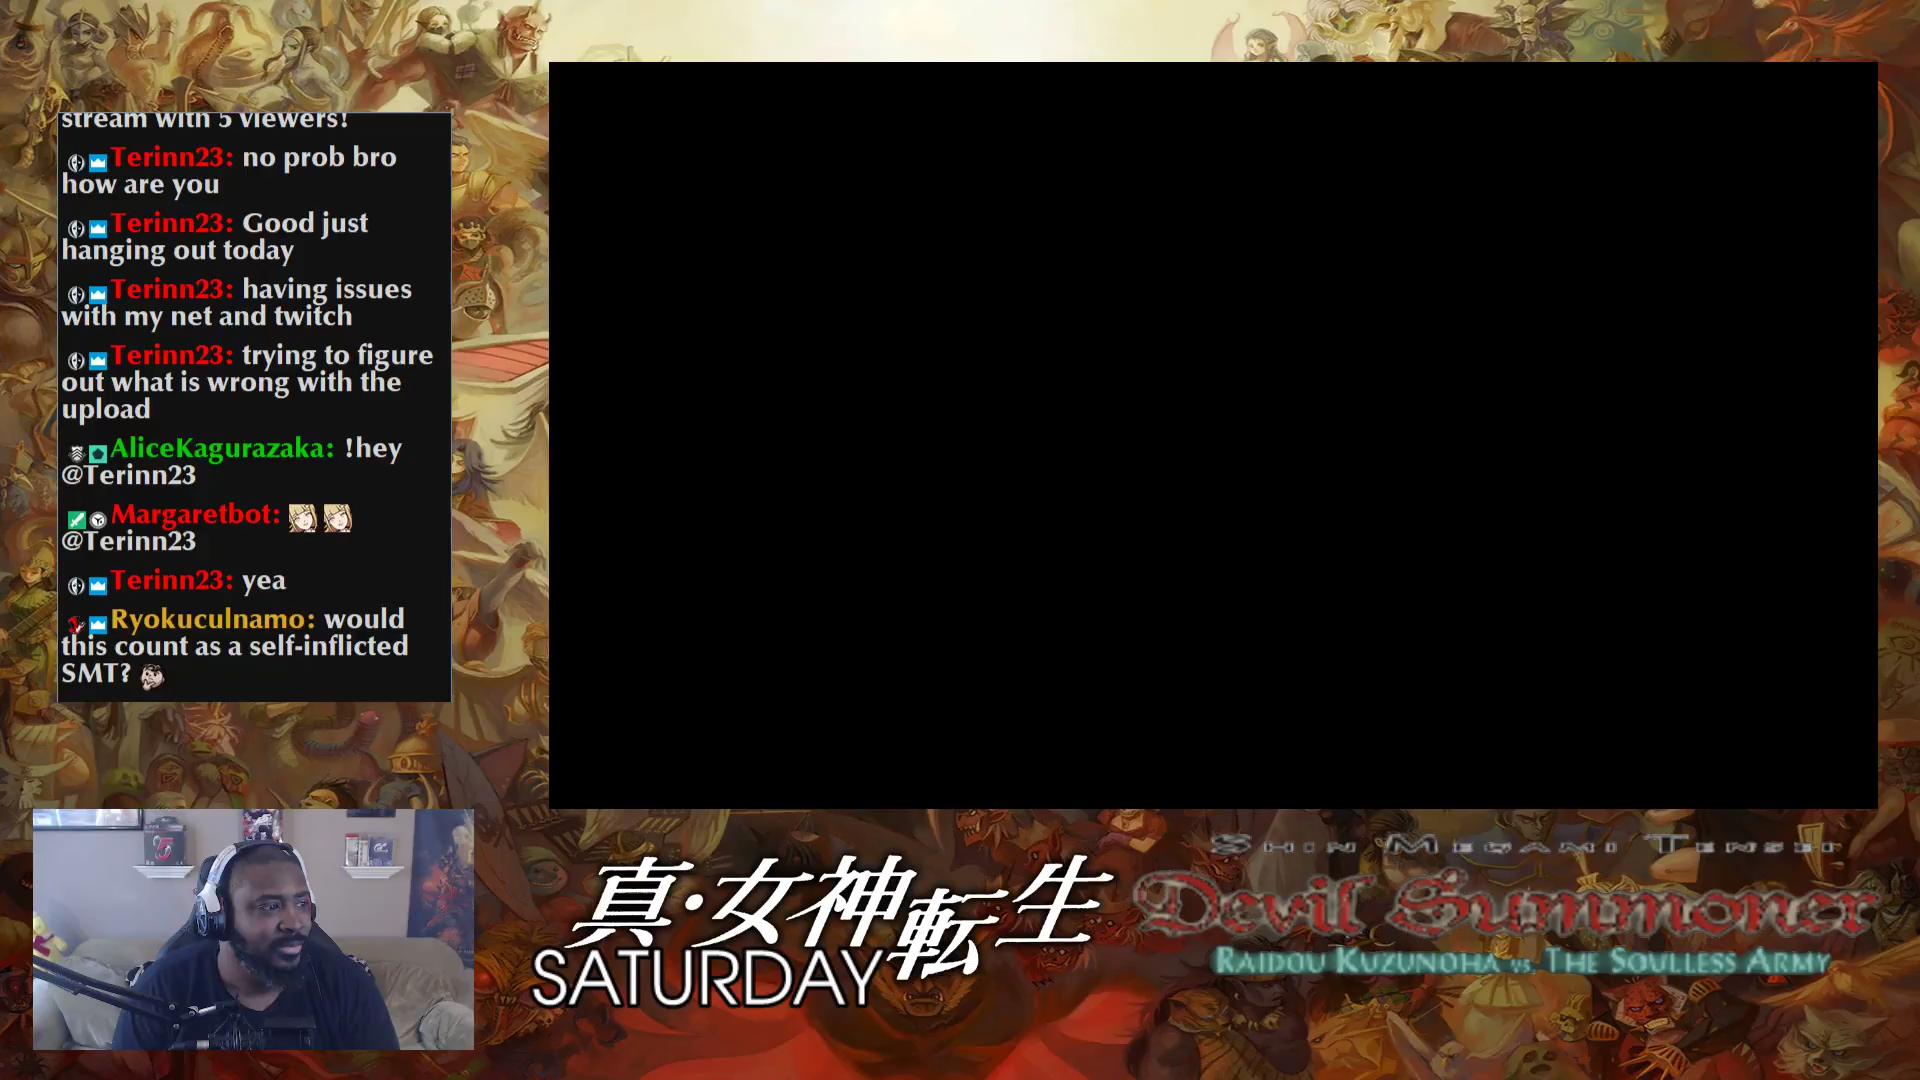 stream with 5 viewers!
Terinn23: no prob bro
how are you
Terinn23: Good just
hanging out today
Terinn23: having issues
with my net and twitch
Terinn23: trying to figure
out what is wrong with the
upload
AliceKagurazaka: !hey
@Terinn23
Margaretbot:
@Terinn23
Terinn23: yea
Ryokuculnamo: would
this count as a self-inflicted
SMT?
真・女神転生
SATURDAY
SHIN MEGAMI TENSEI
Devil Summoner
RAIDOU KUZUNOHA VS. THE SOULLESS ARMY